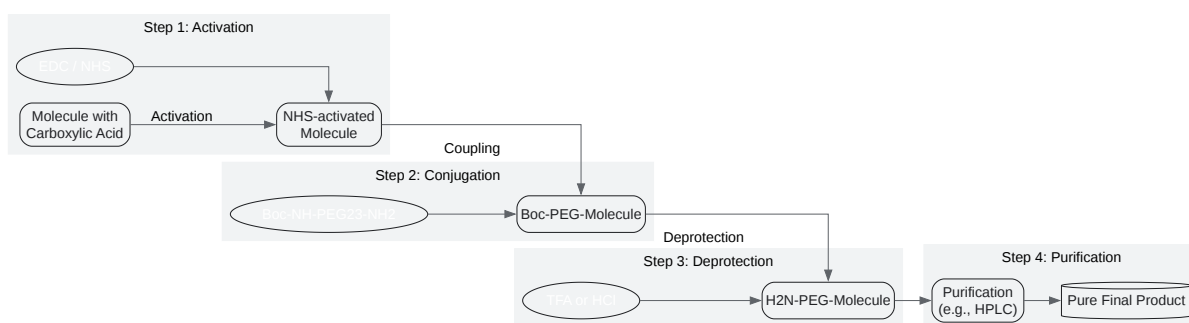 Step 1: Activation
EDC / NHS
Molecule with
Carboxylic Acid
Activation
NHS-activated
Molecule
Coupling
Step 2: Conjugation
Boc-NH-PEG23-NH2
Boc-PEG-Molecule
Deprotection
Step 3: Deprotection
TFA or HCl
H2N-PEG-Molecule
Step 4: Purification
Purification
(e.g., HPLC)
Pure Final Product